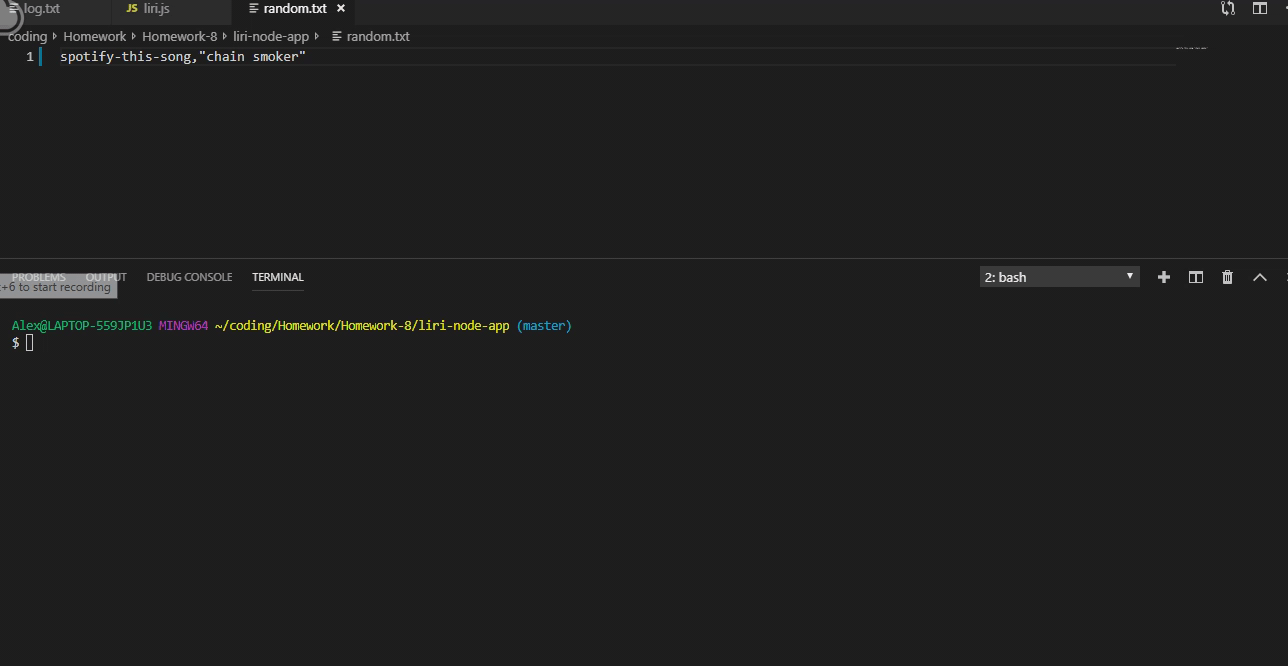 log.txt JS liri.js random.txt ×
coding Homework Homework-8 liri-node-app random.txt
1 spotify-this-song,"chain smoker"
PROBLEMS OUTPUT DEBUG CONSOLE TERMINAL 2: bash
+6 to start recording
Alex@LAPTOP-559JP1U3 MINGW64 ~/coding/Homework/Homework-8/liri-node-app (master)
$